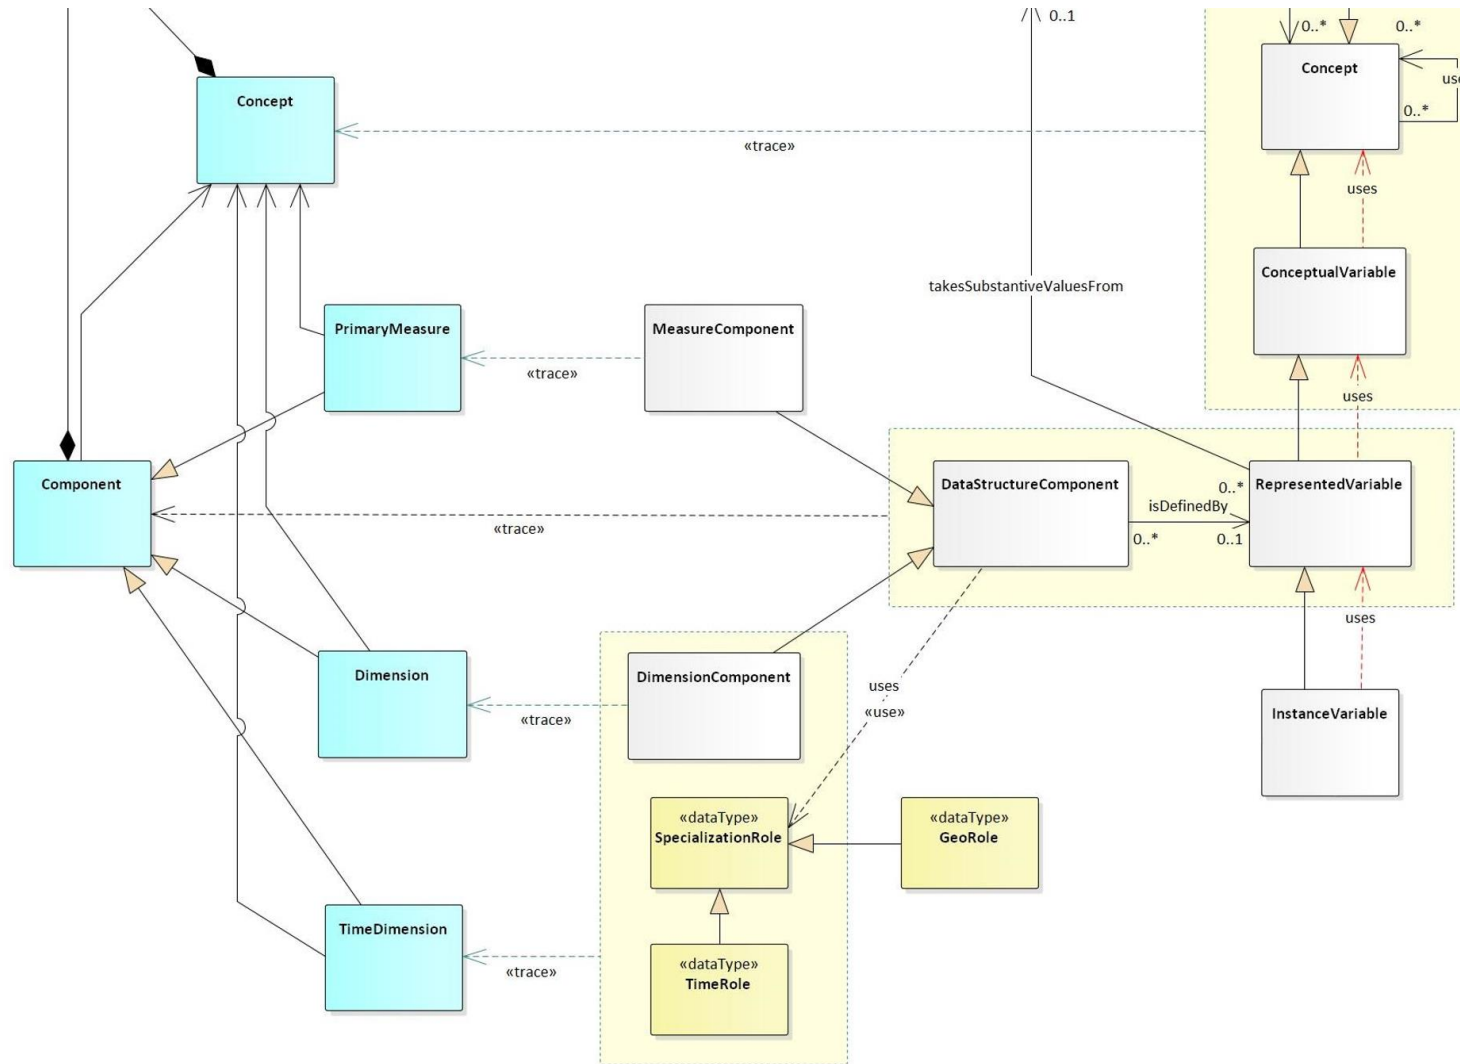 0..1
0..*
0..*
Concept
Concept
0..*
«trace»
uses
ConceptualVariable
takesSubstantiveValuesFrom
PrimaryMeasure
MeasureComponent
«trace»
uses
Component
DataStructureComponent
0..*
RepresentedVariable
isDefinedBy
«trace»
0..*
0..1
uses
Dimension
DimensionComponent
uses
«use»
«trace»
InstanceVariable
«dataType»
SpecializationRole
«dataType»
GeoRole
TimeDimension
«trace»
«dataType»
TimeRole